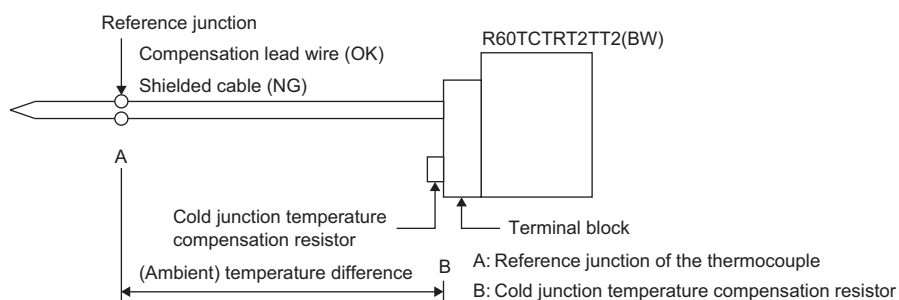 Reference junction
Compensation lead wire (OK)
Shielded cable (NG)
R60TCTRT2TT2(BW)
A
Cold junction temperature
compensation resistor
Terminal block
(Ambient) temperature difference
B
A: Reference junction of the thermocouple
B: Cold junction temperature compensation resistor